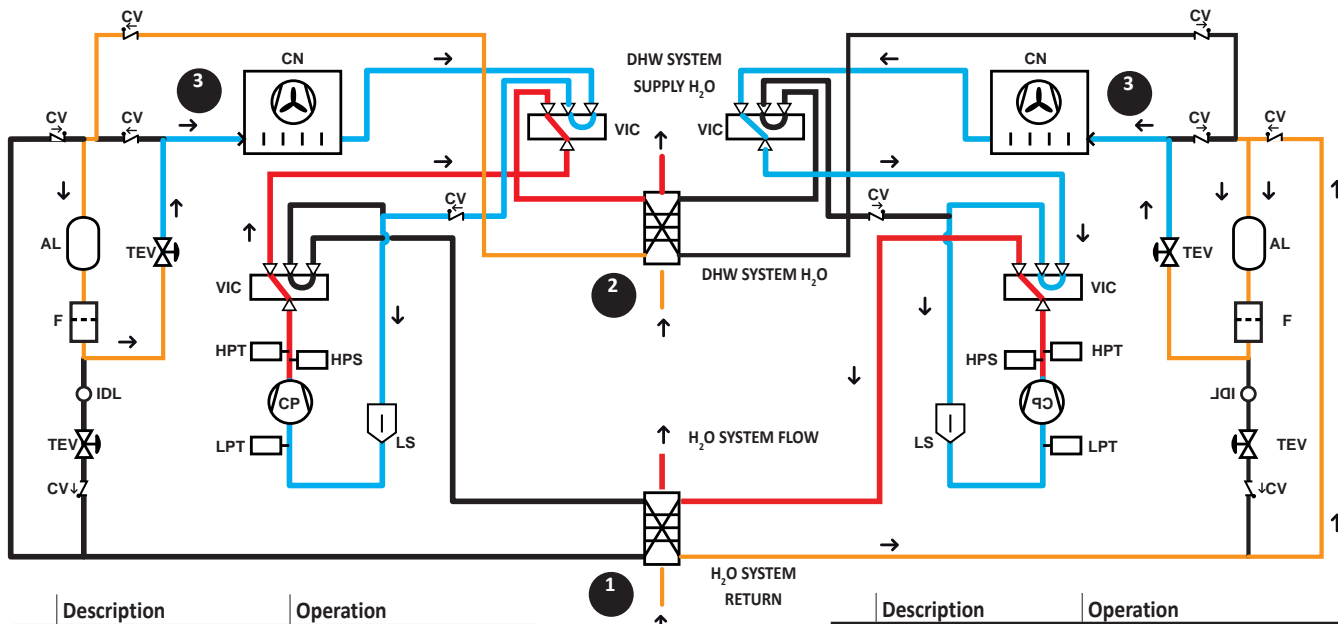 CV
CV
CN
DHW SYSTEM
SUPPLY H2O
CN
3
3
CV
CV
VIC
VIC
CV
CV
CV
CV
AL
TEV
TEV
AL
VIC
DHW SYSTEM H2O
VIC
2
F
F
HPT
HPS
HPS
HPT
IDL
CP
CP
IDL
TEV
LPT
LS
H2O SYSTEM FLOW
LS
LPT
TEV
CV
CV
1
H2O SYSTEM
RETURN
Description
Operation
Description
Operation